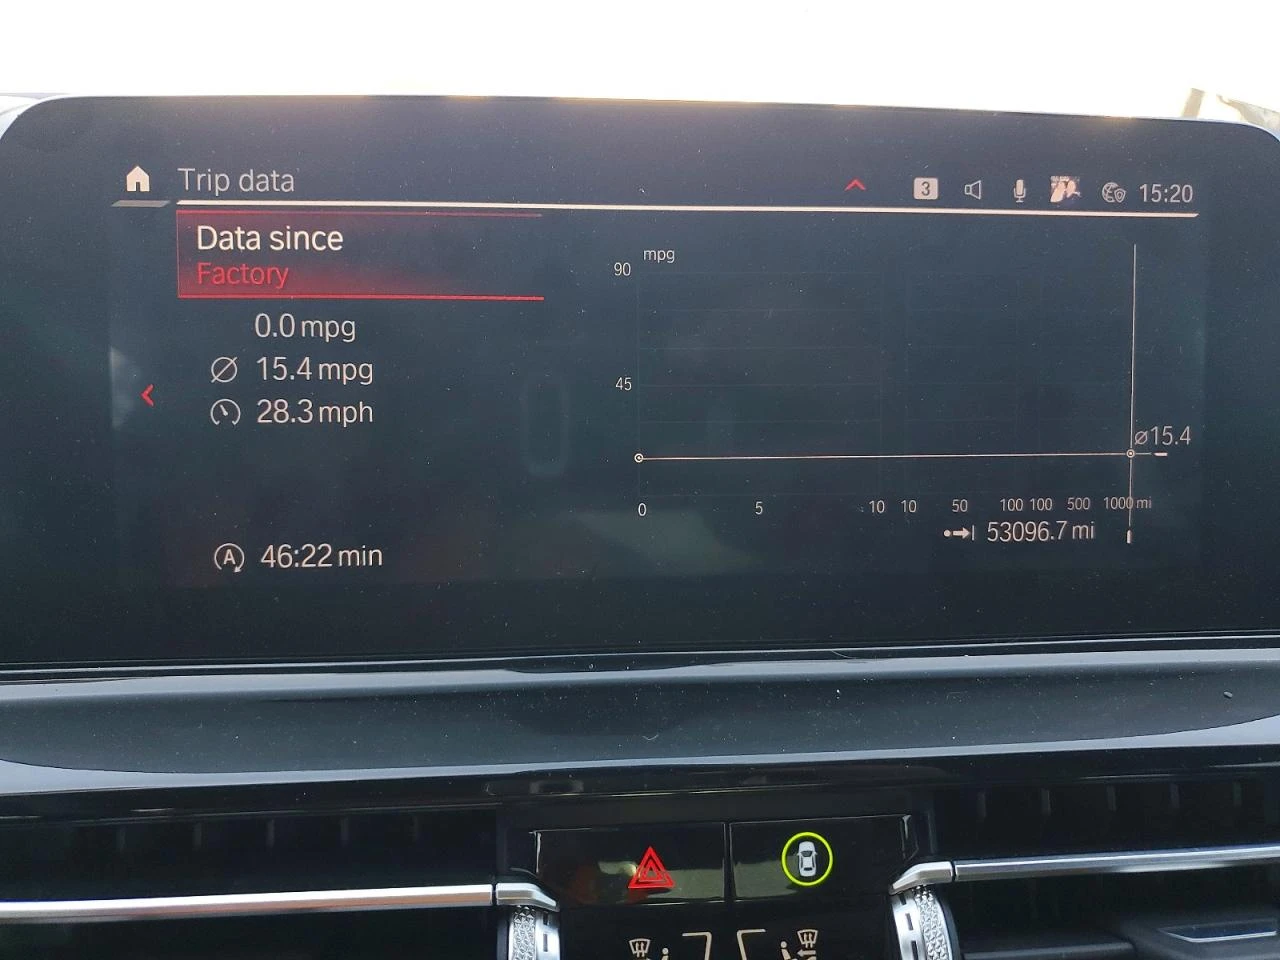 Trip data
3
15:20
Data since
Factory
0.0 mpg
Ø 15.4 mpg
28.3 mph
A 46:22 min
mpg
90
45
ø15.4
0 5 10 10 50 100 100 500 1000 mi
53096.7 mi